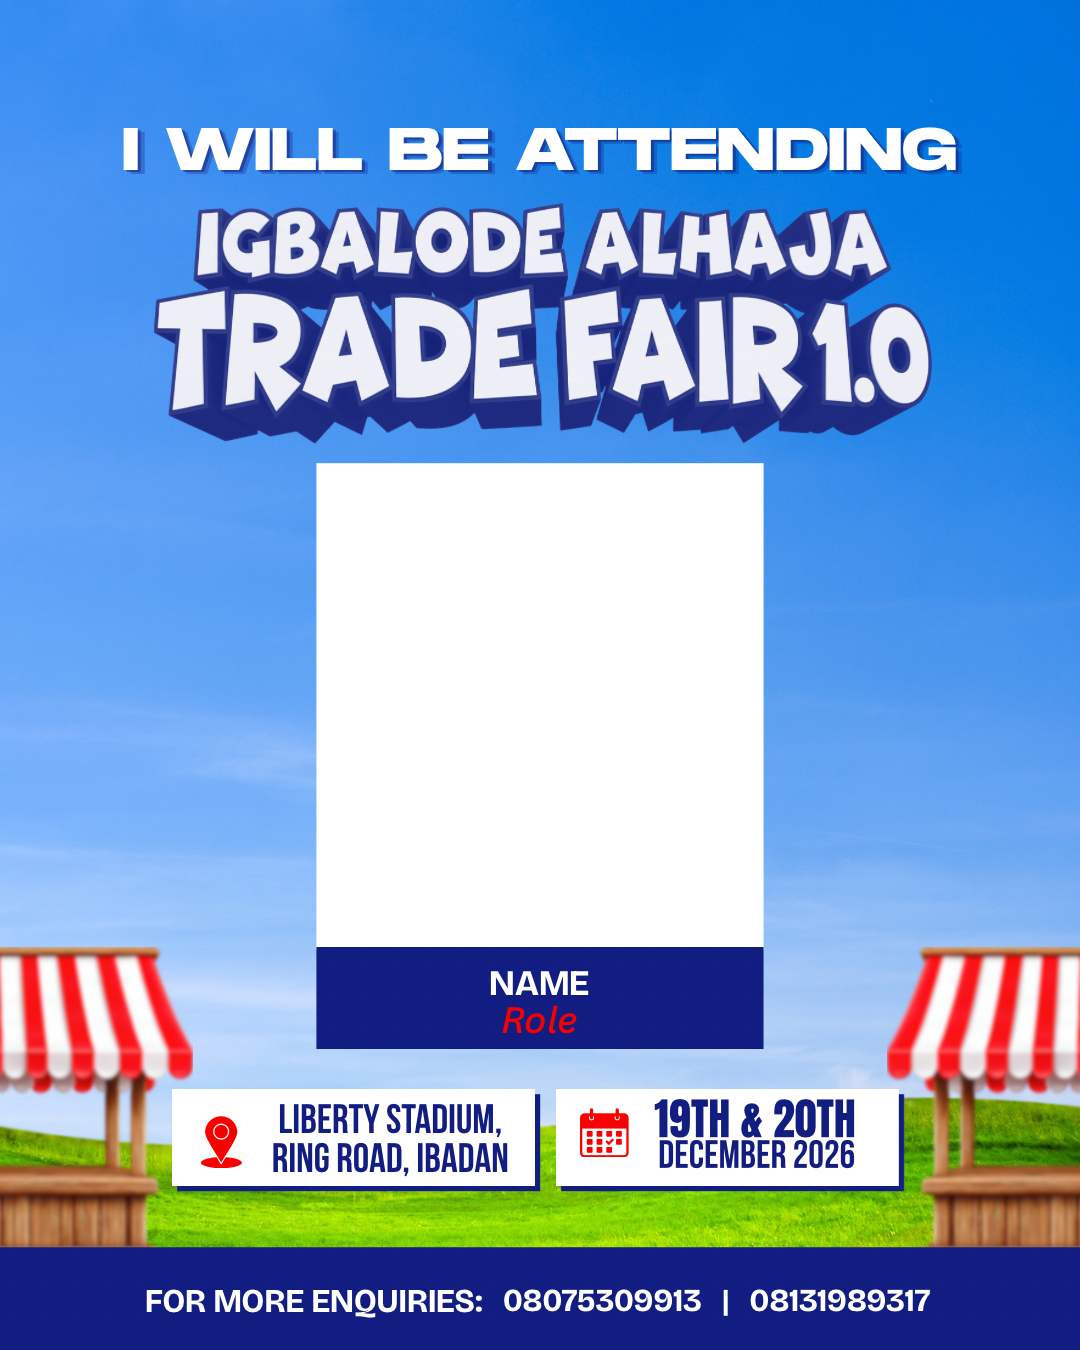 I WILL BE ATTENDING
IGBALODE ALHAJA
TRADE FAIR 1.0
NAME
Role
LIBERTY STADIUM,
RING ROAD, IBADAN
19TH & 20TH
DECEMBER 2026
FOR MORE ENQUIRIES: 08075309913 | 08131989317